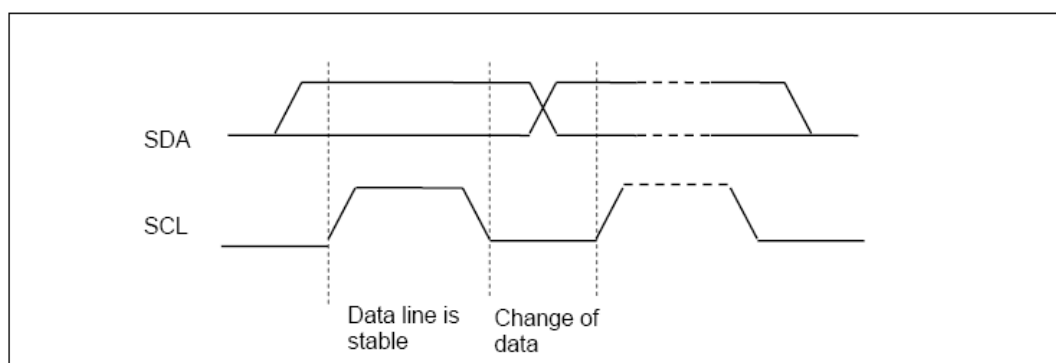 SDA
SCL
Data line is
stable
Change of
data